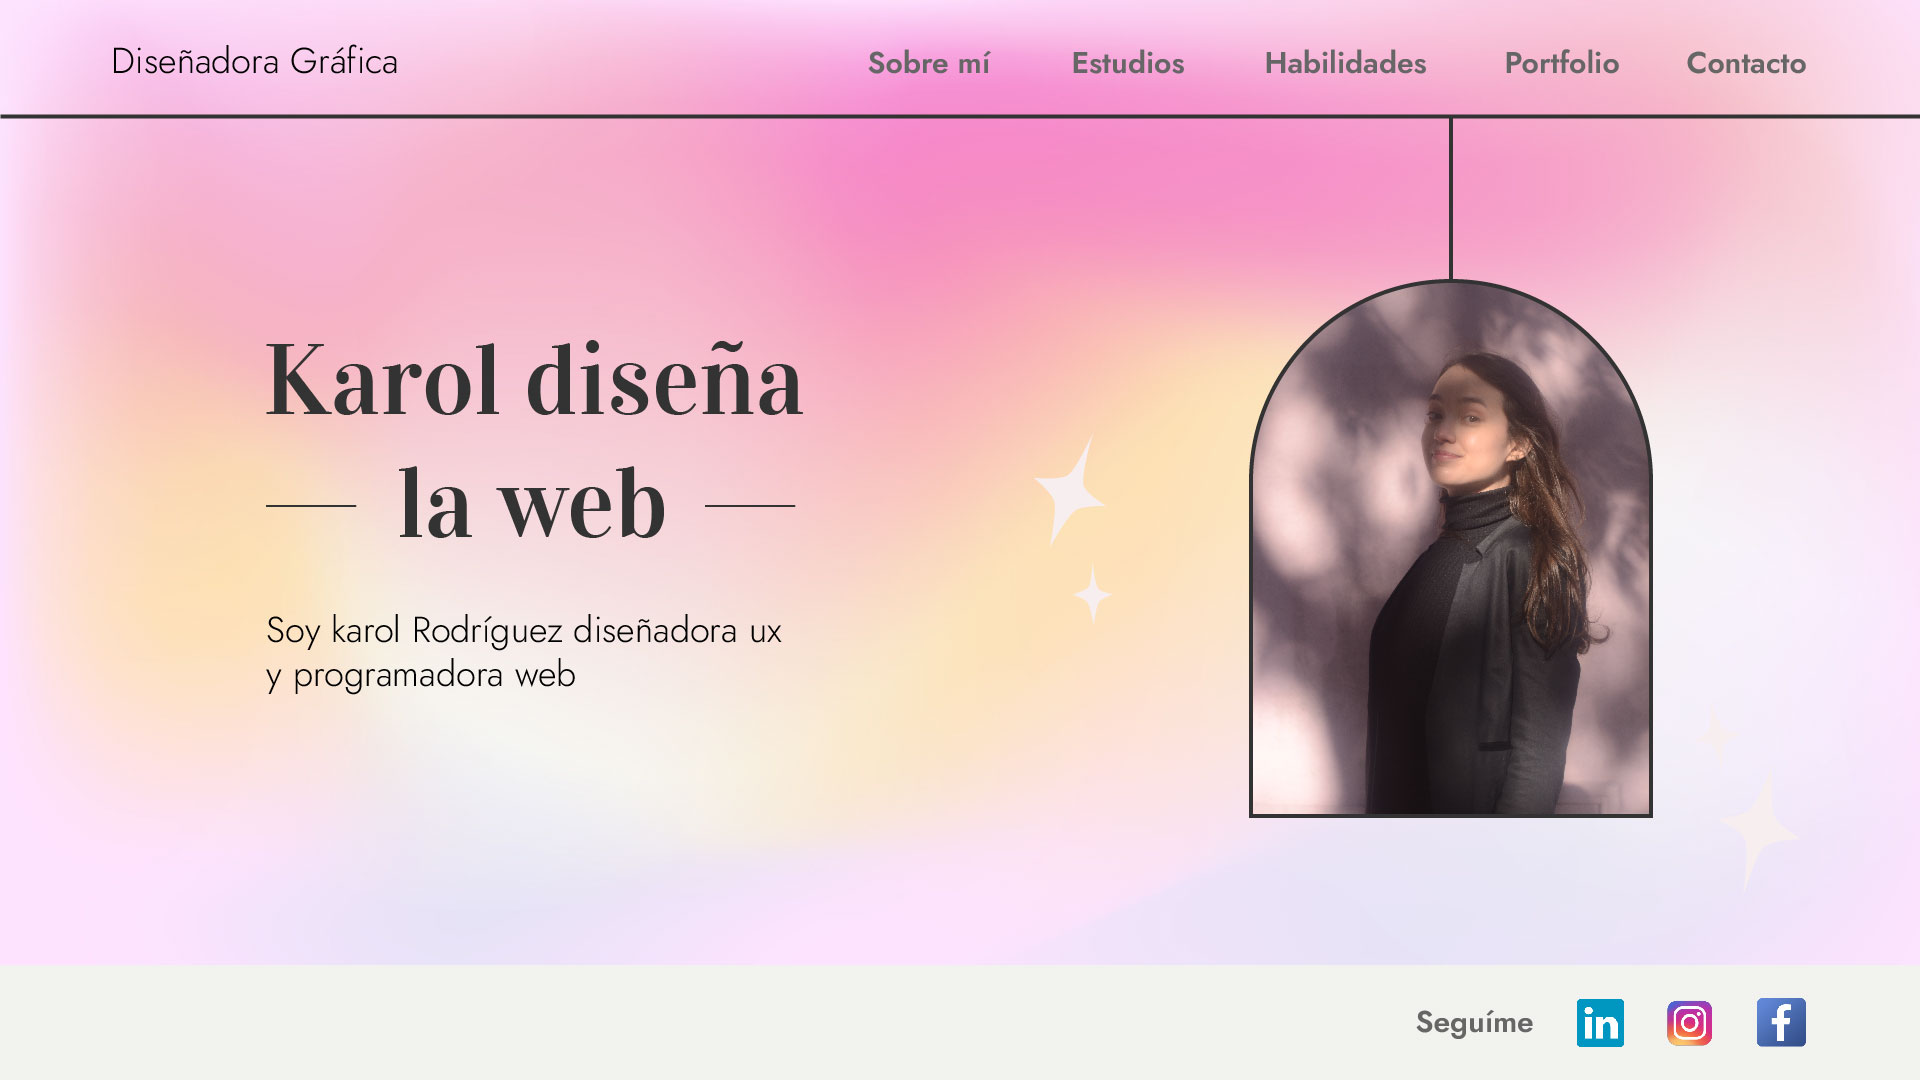 Diseñadora Gráfica
Sobre mí Estudios Habilidades Portfolio Contacto
Karol diseña
la web
Soy karol Rodríguez diseñadora ux
y programadora web
Seguíme
in
f